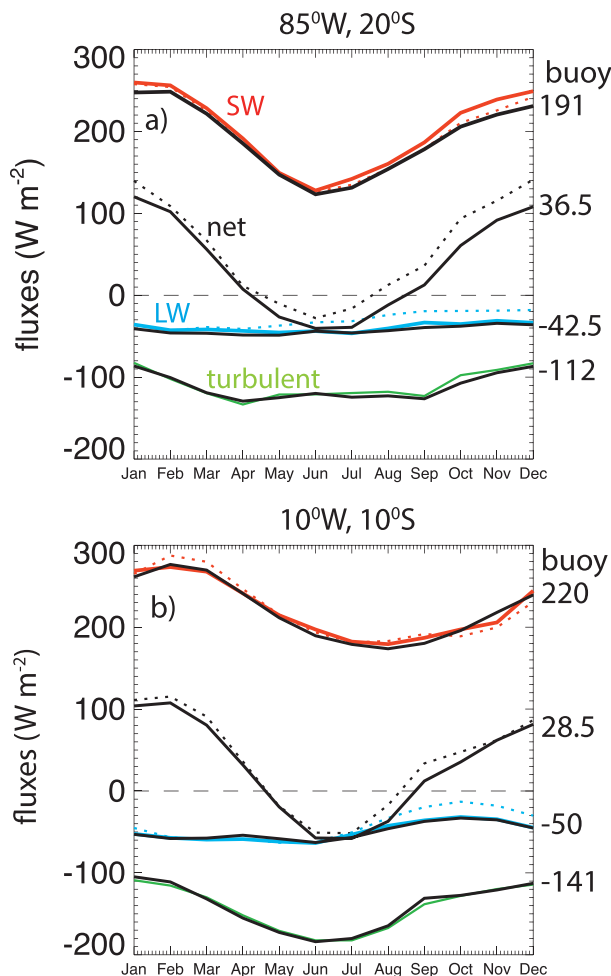 85⁰W, 20⁰S
300
buoy
SW
a)
200
191
100
net
36.5
0
LW
-42.5
-100
turbulent
-112
-200
fluxes (W m⁻²)
Jan Feb Mar Apr May Jun Jul Aug Sep Oct Nov Dec
10⁰W, 10⁰S
300
buoy
b)
220
200
100
28.5
0
-50
-100
-141
-200
fluxes (W m⁻²)
Jan Feb Mar Apr May Jun Jul Aug Sep Oct Nov Dec